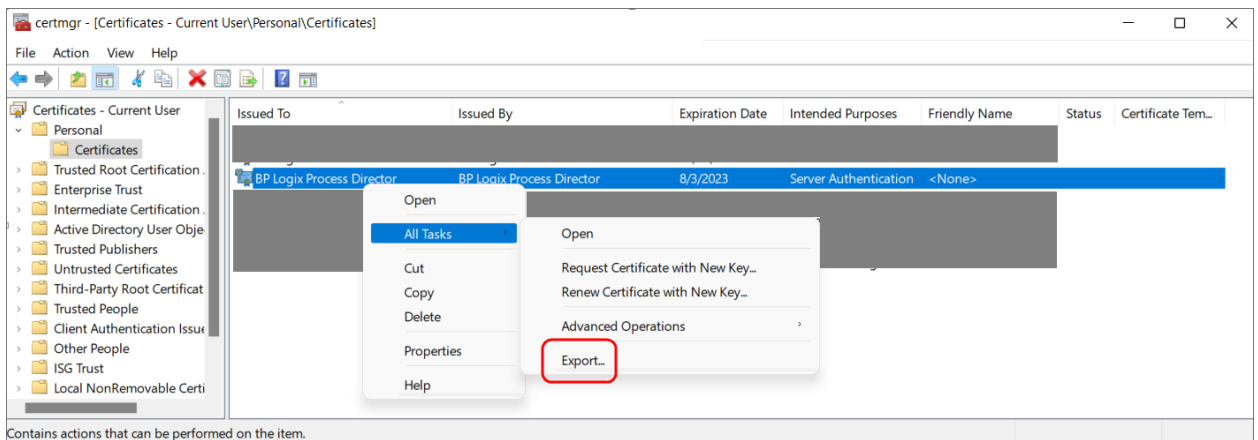 certmgr - [Certificates - Current User\Personal\Certificates]
File Action View Help
Certificates - Current User
Personal
Certificates
Trusted Root Certification
Enterprise Trust
Intermediate Certification
Active Directory User Obje
Trusted Publishers
Untrusted Certificates
Third-Party Root Certificat
Trusted People
Client Authentication Issue
Other People
ISG Trust
Local NonRemovable Certi
Issued To Issued By Expiration Date Intended Purposes Friendly Name Status Certificate Tem...
BP Logix Process Director BP Logix Process Director 8/3/2023 Server Authentication <None>
Open
All Tasks
Cut
Copy
Delete
Properties
Help
Open
Request Certificate with New Key...
Renew Certificate with New Key...
Advanced Operations
Export...
Contains actions that can be performed on the item.